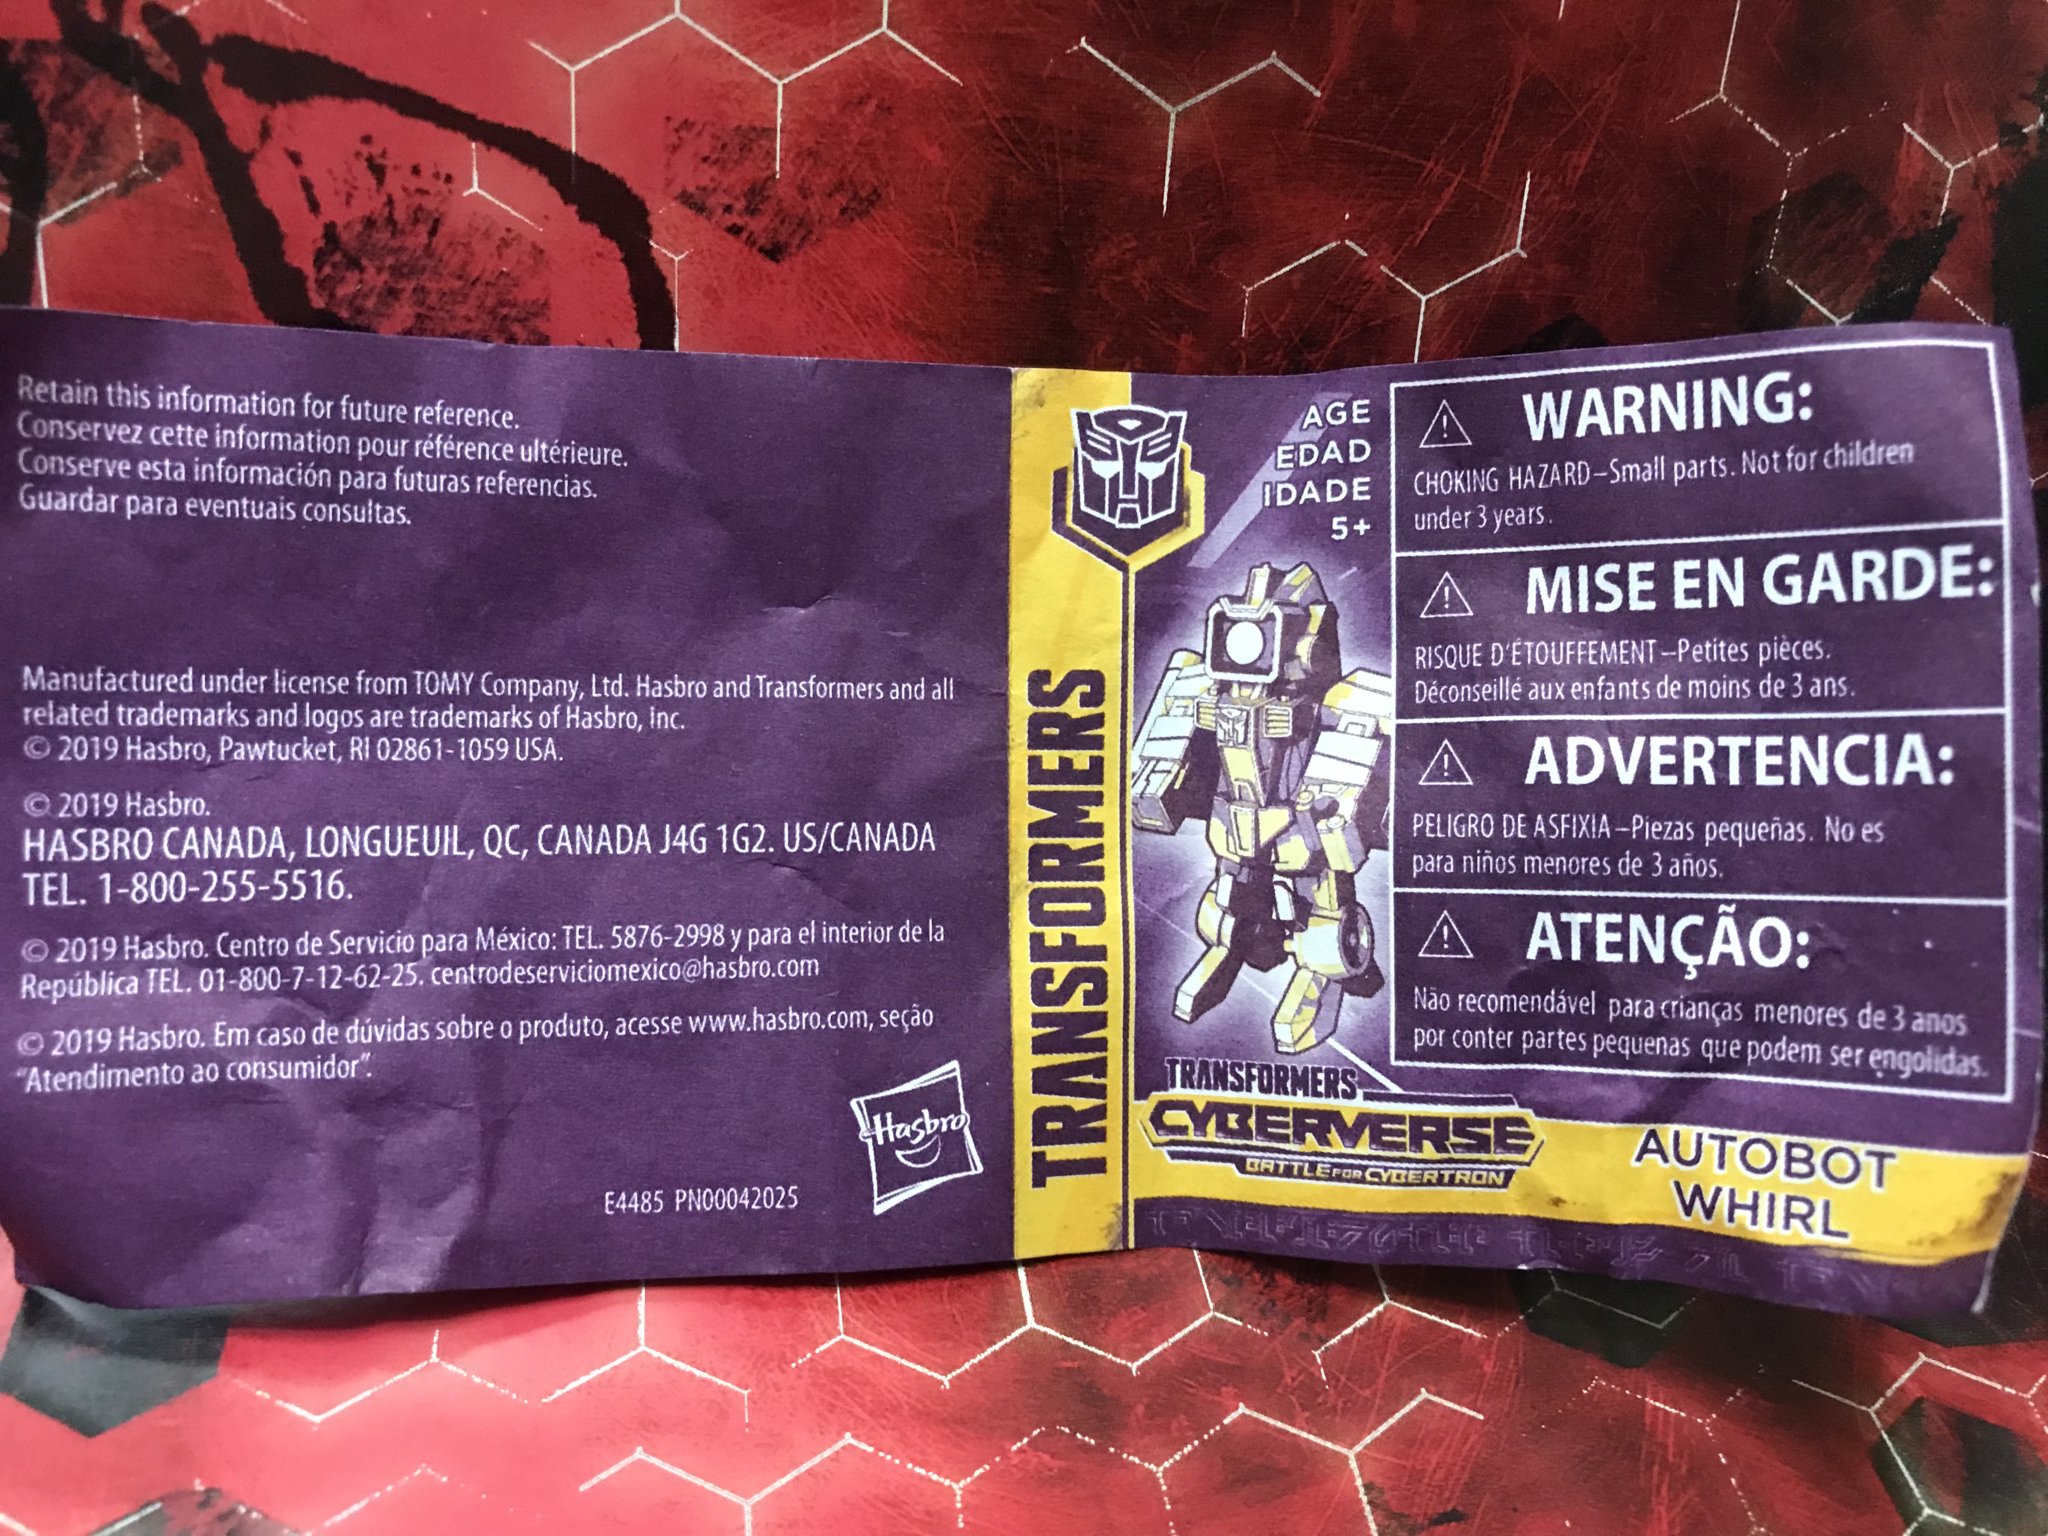 Retain this information for future reference.
Conservez cette information pour référence ultérieure.
Conserve esta información para futuras referencias.
Guardar para eventuais consultas.
Manufactured under license from TOMY Company, Ltd. Hasbro and Transformers and all
related trademarks and logos are trademarks of Hasbro, Inc.
© 2019 Hasbro, Pawtucket, RI 02861-1059 USA.
© 2019 Hasbro.
HASBRO CANADA, LONGUEUIL, QC, CANADA J4G 1G2. US/CANADA
TEL. 1-800-255-5516.
© 2019 Hasbro. Centro de Servicio para México: TEL. 5876-2998 y para el interior de la
República TEL. 01-800-7-12-62-25. centrodeserviciomexico@hasbro.com
© 2019 Hasbro. Em caso de dúvidas sobre o produto, acesse www.hasbro.com, seção
“Atendimento ao consumidor”.
Hasbro
E4485 PN00042025
TRANSFORMERS
AGE
EDAD
IDADE
5+
TRANSFORMERS
CYBERVERSE
BATTLE FOR CYBERTRON
WARNING:
CHOKING HAZARD–Small parts. Not for children
under 3 years.
MISE EN GARDE:
RISQUE D'ÉTOUFFEMENT–Petites pièces.
Déconseillé aux enfants de moins de 3 ans.
ADVERTENCIA:
PELIGRO DE ASFIXIA–Piezas pequeñas. No es
para niños menores de 3 años.
ATENÇÃO:
Não recomendável para crianças menores de 3 anos
por conter partes pequenas que podem ser engolidas.
AUTOBOT
WHIRL